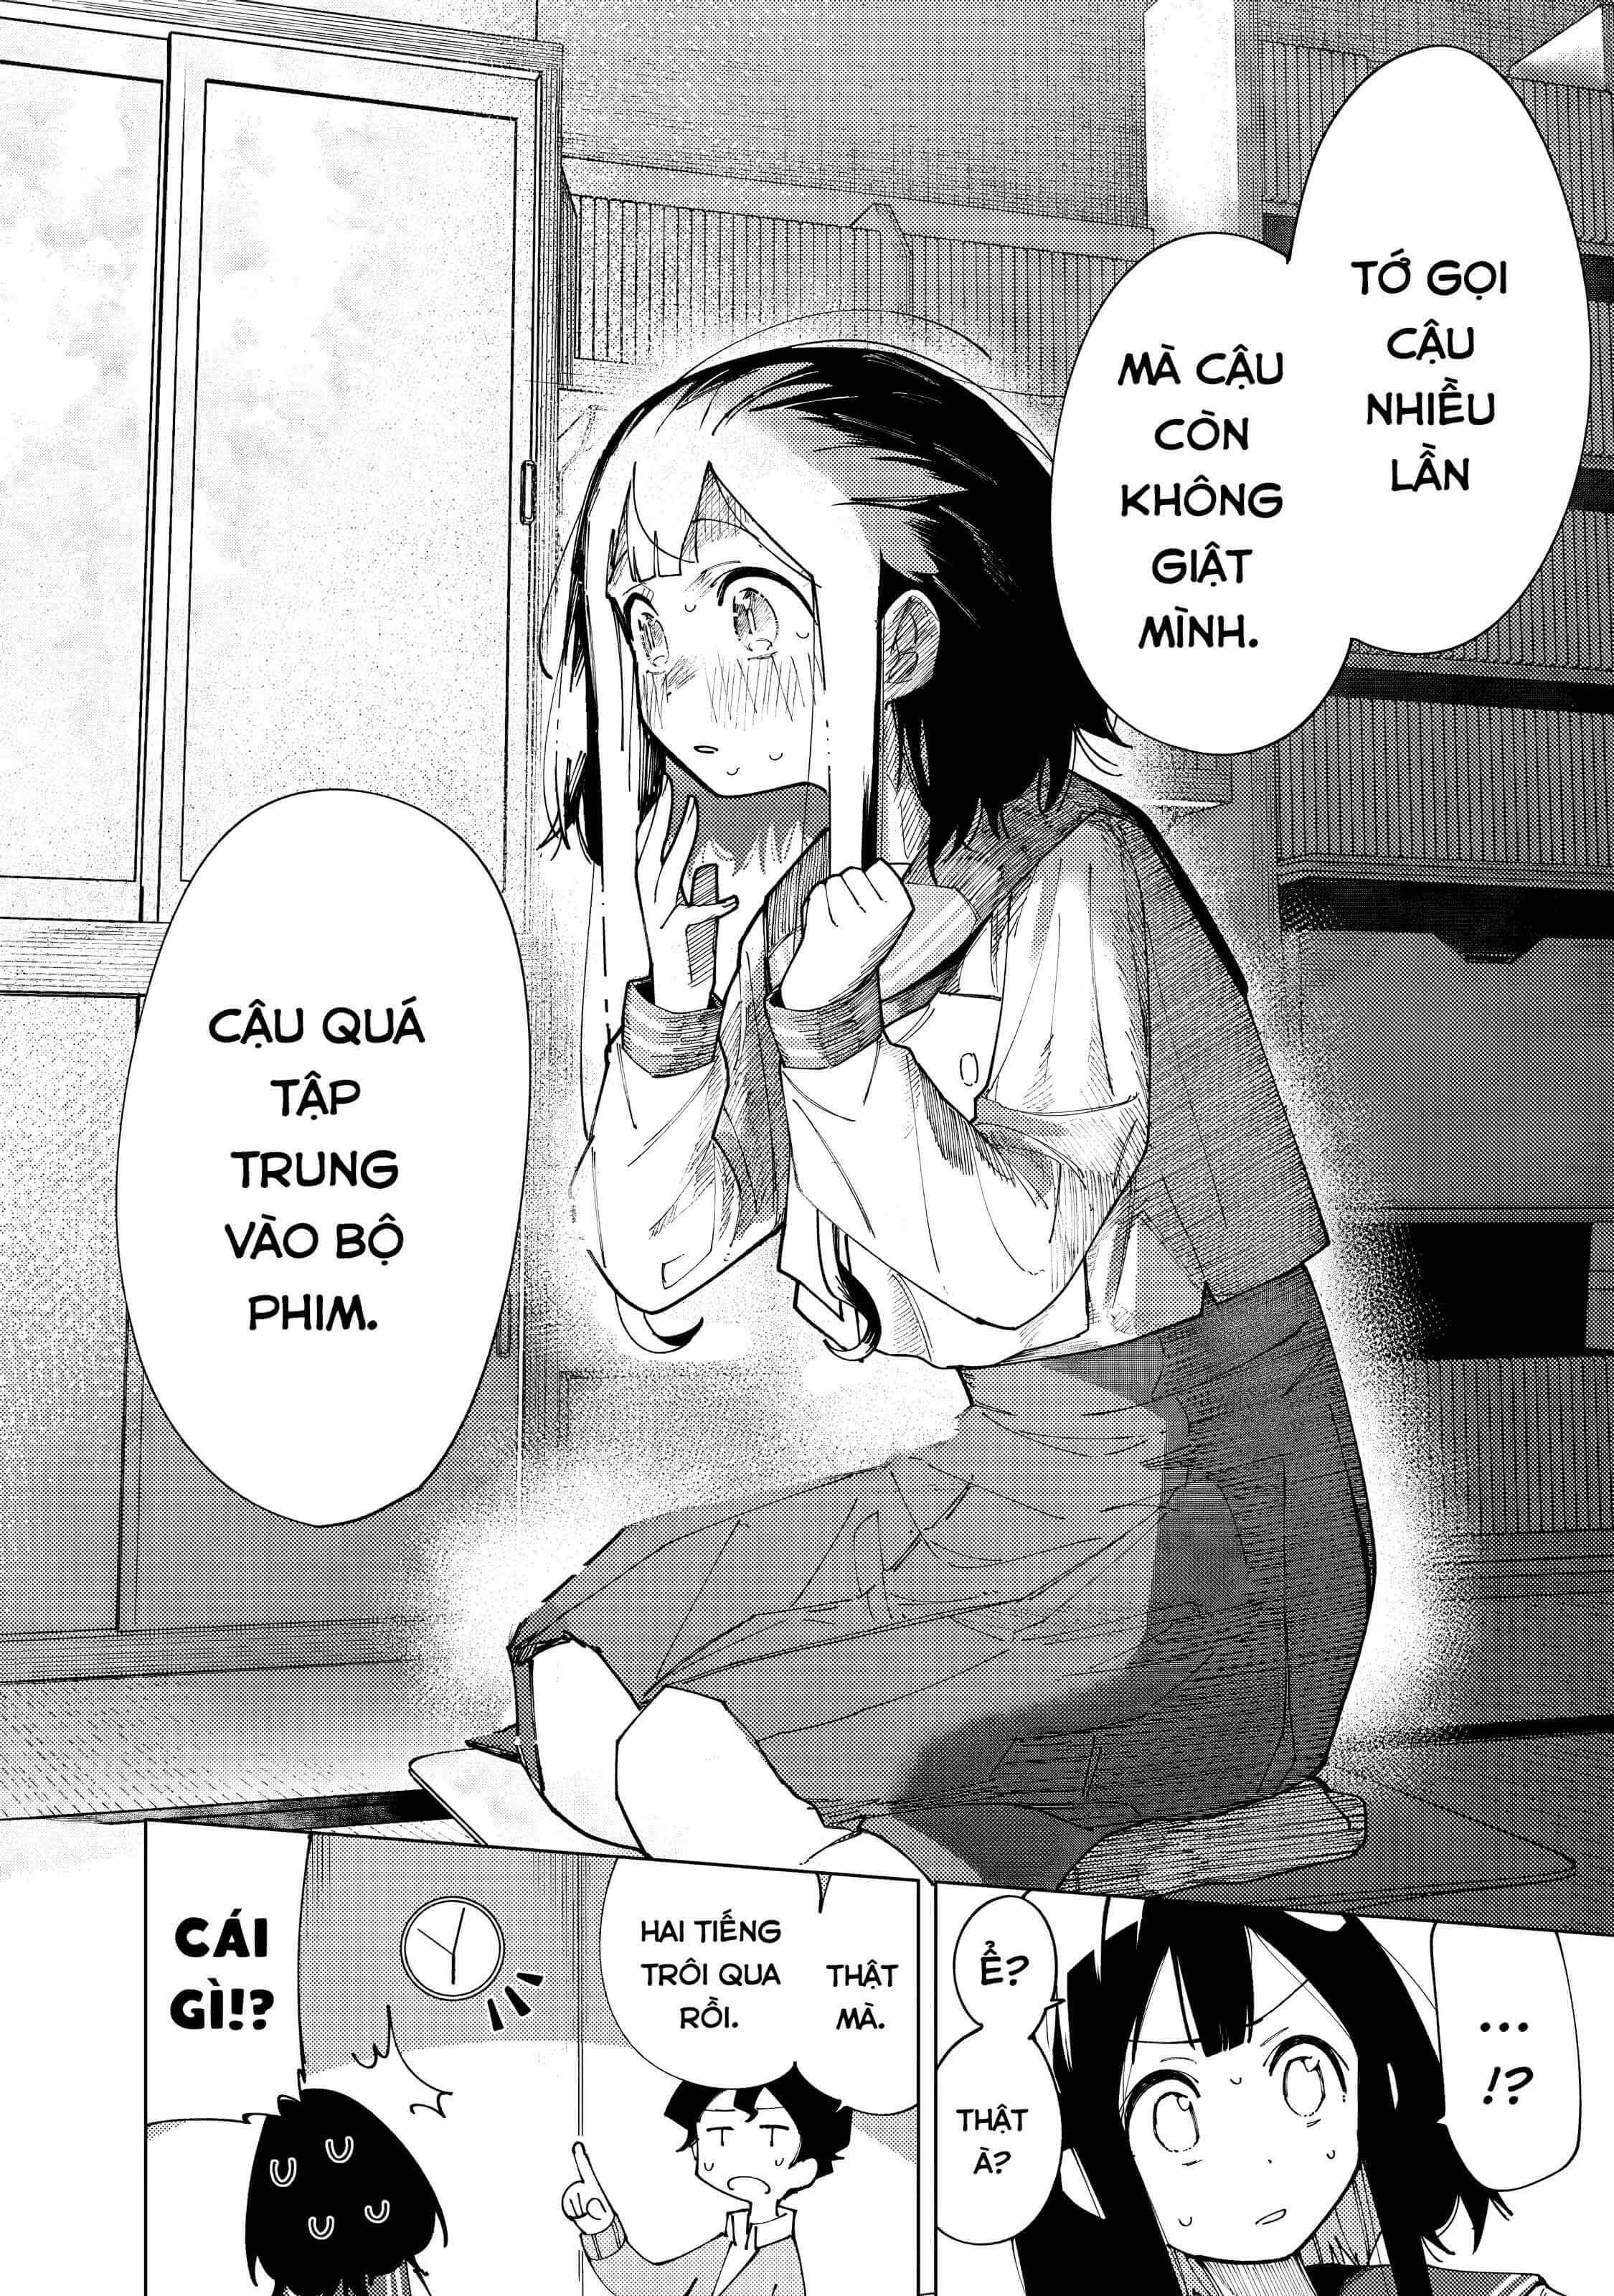 TỚ GỌI
CẬU
NHIỀU
LẦN
MÀ CẬU
CÒN
KHÔNG
GIẬT
MÌNH.
CẬU QUÁ
TẬP
TRUNG
VÀO BỘ
PHIM.
...
!?
Ể?
THẬT
À?
THẬT
MÀ.
HAI TIẾNG
TRÔI QUA
RỒI.
CÁI
GÌ!?